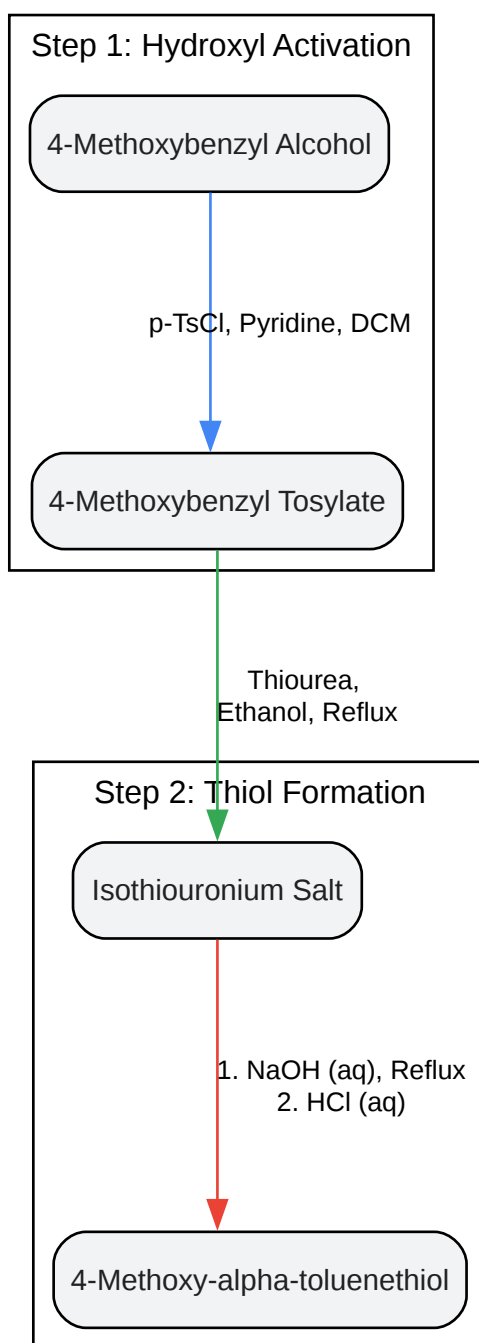 Step 1: Hydroxyl Activation
4-Methoxybenzyl Alcohol
p-TsCl, Pyridine, DCM
4-Methoxybenzyl Tosylate
Thiourea,
Ethanol, Reflux
Step 2: Thiol Formation
Isothiouronium Salt
1. NaOH (aq), Reflux
2. HCl (aq)
4-Methoxy-alpha-toluenethiol